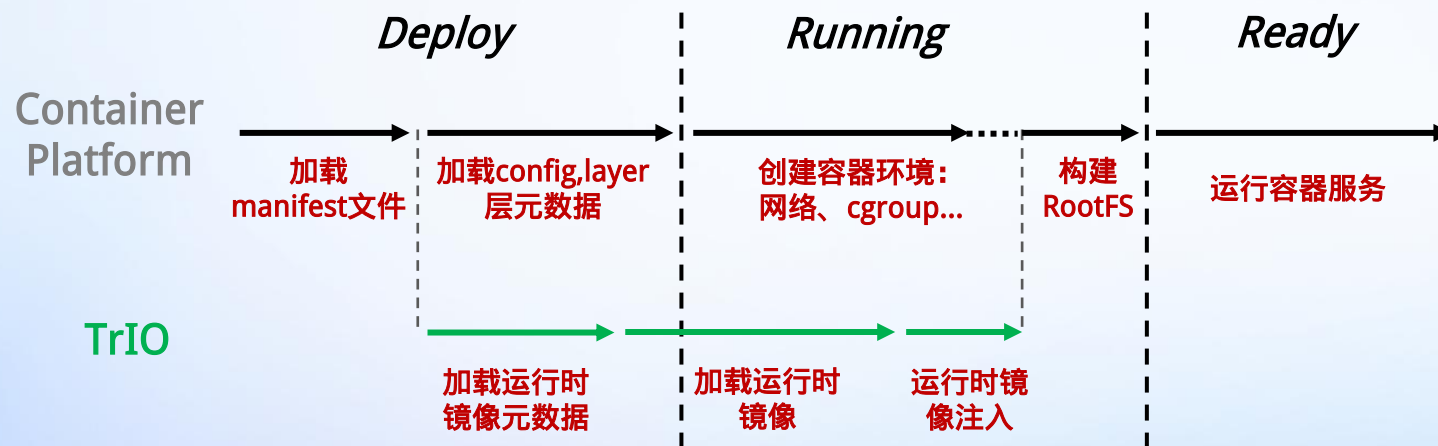 Deploy
Running
Ready
Container
Platform
加载
manifest文件
加载config,layer
层元数据
创建容器环境：
网络、cgroup...
构建
RootFS
运行容器服务
TrIO
加载运行时
镜像元数据
加载运行时
镜像
运行时镜
像注入